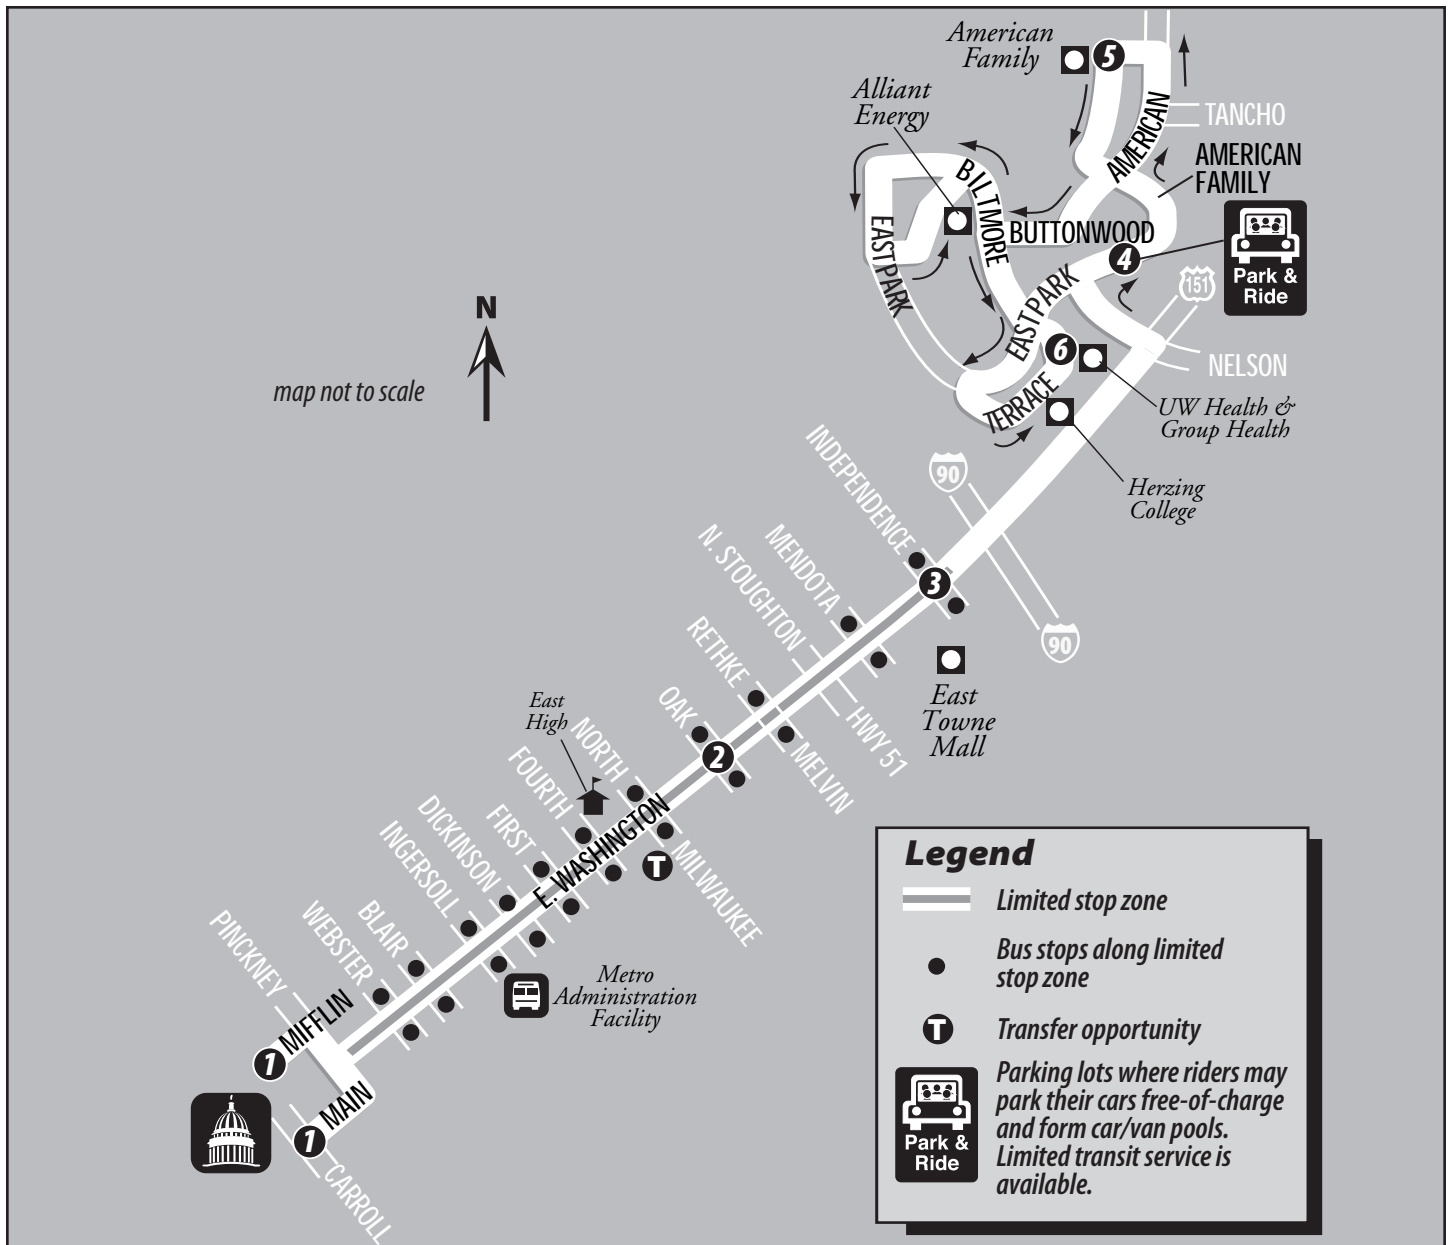 American
Family
5
Alliant
Energy
TANCHO
AMERICAN
AMERICAN
FAMILY
BILTMORE
EASTPARK
BUTTONWOOD
4
Park &
Ride
151
EASTPARK
N
6
NELSON
map not to scale
TERRACE
UW Health &
Group Health
Herzing
College
INDEPENDENCE
90
MENDOTA
N. STOUGHTON
3
RETHKE
90
OAK
East
Towne
Mall
East
High
NORTH
2
HWY 51
MELVIN
FOURTH
FIRST
DICKINSON
INGERSOLL
E. WASHINGTON
T
MILWAUKEE
BLAIR
WEBSTER
PINCKNEY
Metro
Administration
Facility
MIFFLIN
1
MAIN
1
CARROLL
Legend
Limited stop zone
Bus stops along limited
stop zone
T
Transfer opportunity
Park &
Ride
Parking lots where riders may
park their cars free-of-charge
and form car/van pools.
Limited transit service is
available.